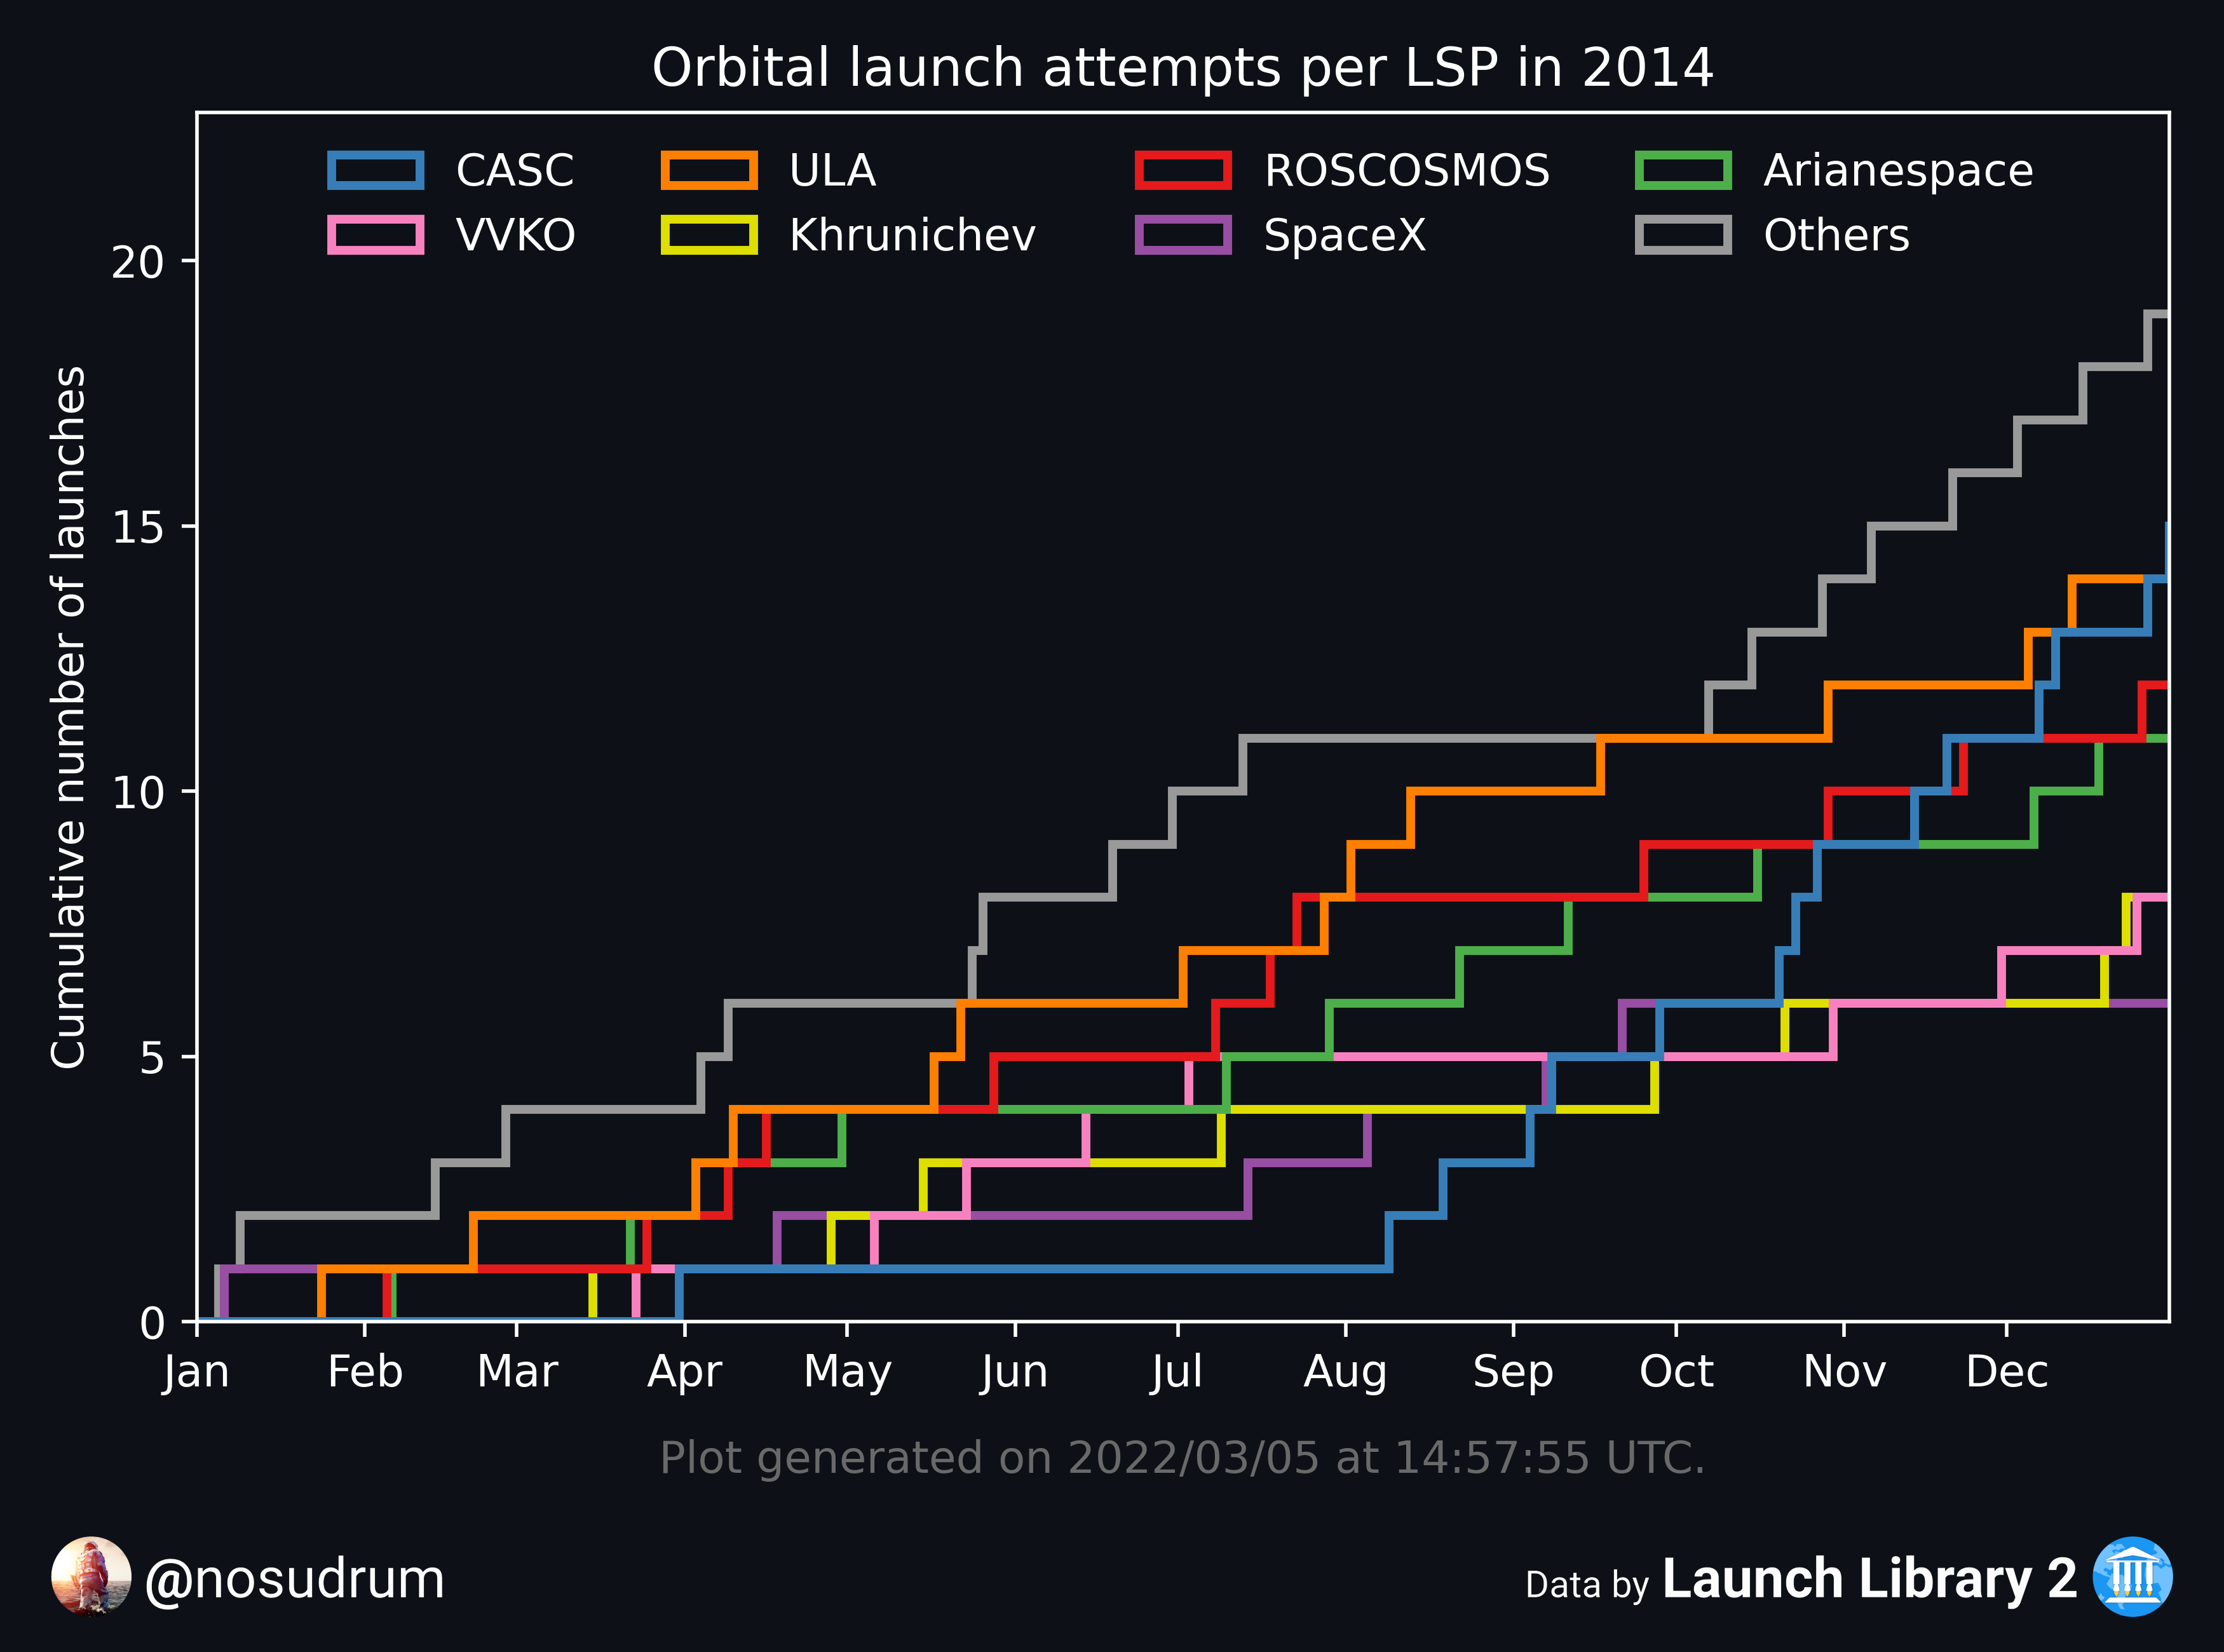 Orbital launch attempts per LSP in 2014
CASC ULA ROSCOSMOS Arianespace
VVKO Khrunichev SpaceX Others
Cumulative number of launches
20
15
10
5
0
Jan Feb Mar Apr May Jun Jul Aug Sep Oct Nov Dec
Plot generated on 2022/03/05 at 14:57:55 UTC.
@nosudrum
Data by Launch Library 2